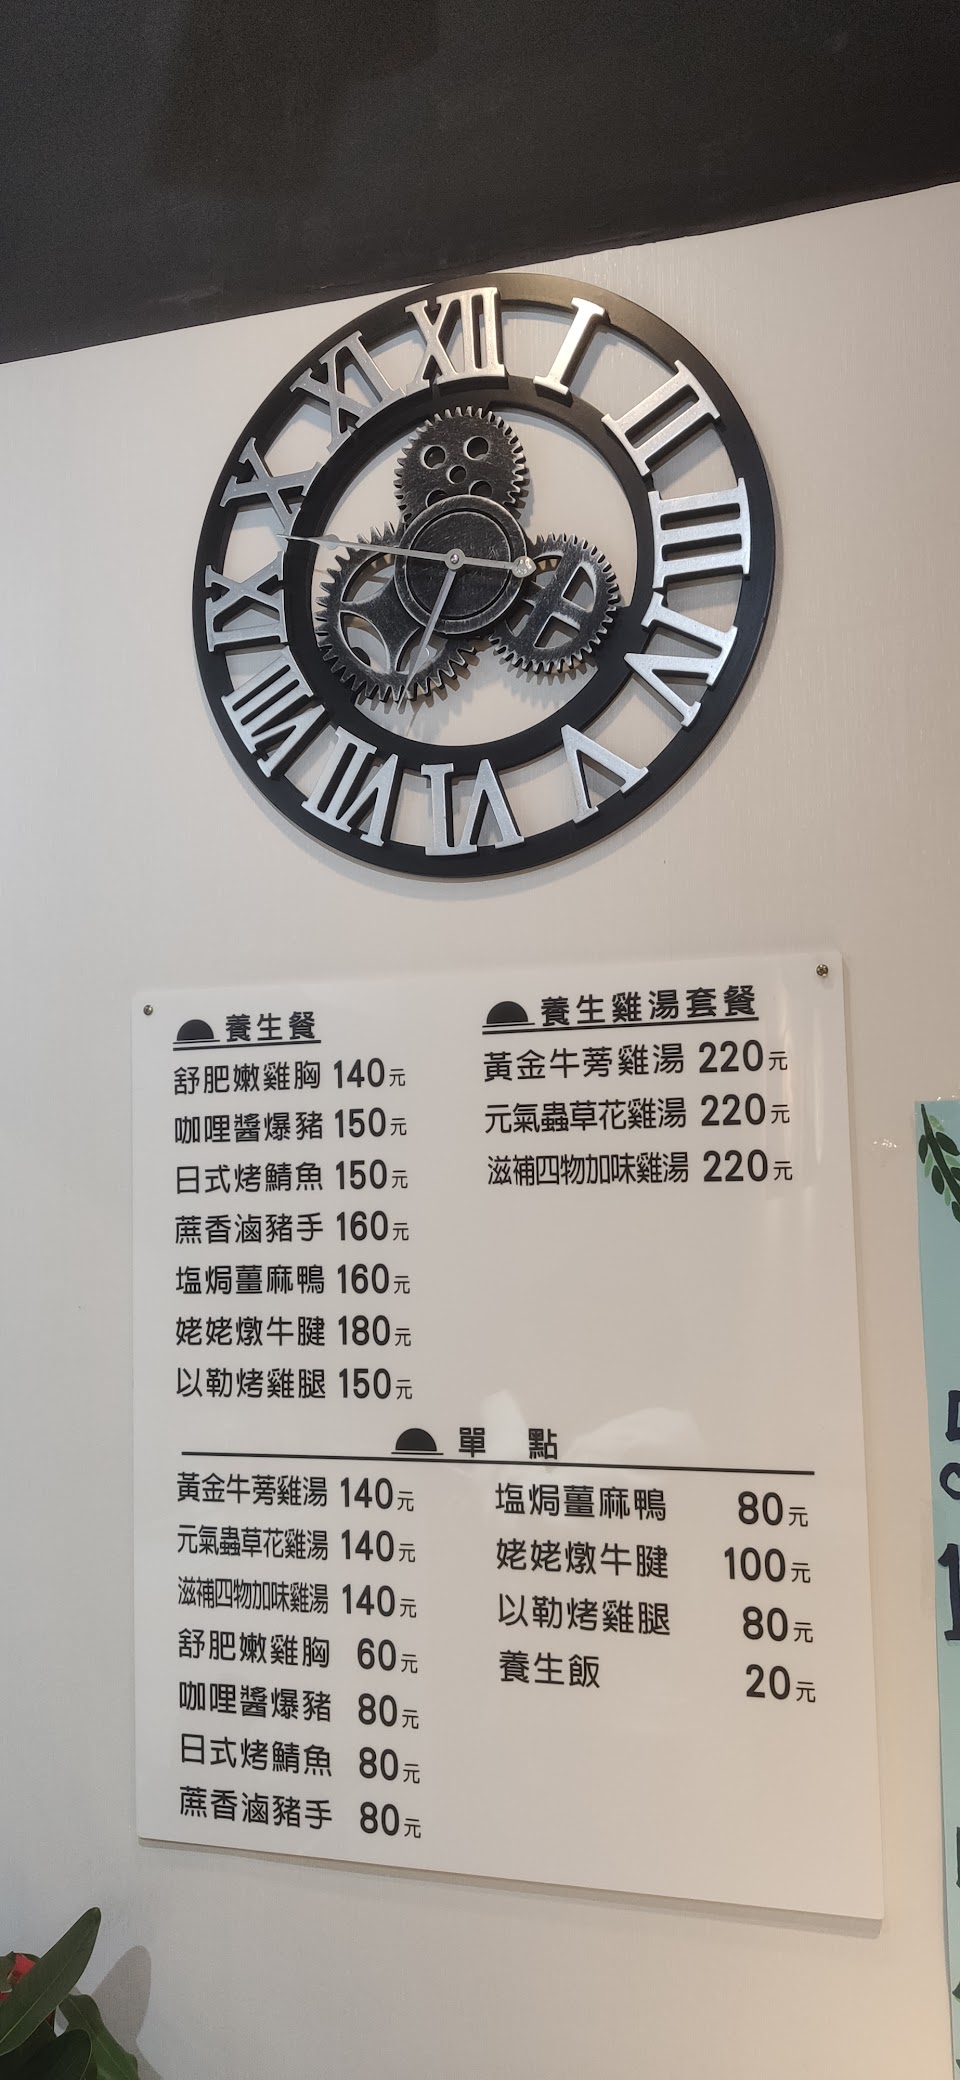 XII
I
II
III
IV
V
VI
VII
VIII
IX
X
XI
養生餐
舒肥嫩雞胸 140元
咖哩醬爆豬 150元
日式烤鯖魚 150元
蔗香滷豬手 160元
塩焗薑麻鴨 160元
姥姥燉牛腱 180元
以勒烤雞腿 150元
養生雞湯套餐
黃金牛蒡雞湯 220元
元氣蟲草花雞湯 220元
滋補四物加味雞湯 220元
單 點
黃金牛蒡雞湯 140元
元氣蟲草花雞湯 140元
滋補四物加味雞湯 140元
舒肥嫩雞胸 60元
咖哩醬爆豬 80元
日式烤鯖魚 80元
蔗香滷豬手 80元
塩焗薑麻鴨 80元
姥姥燉牛腱 100元
以勒烤雞腿 80元
養生飯 20元